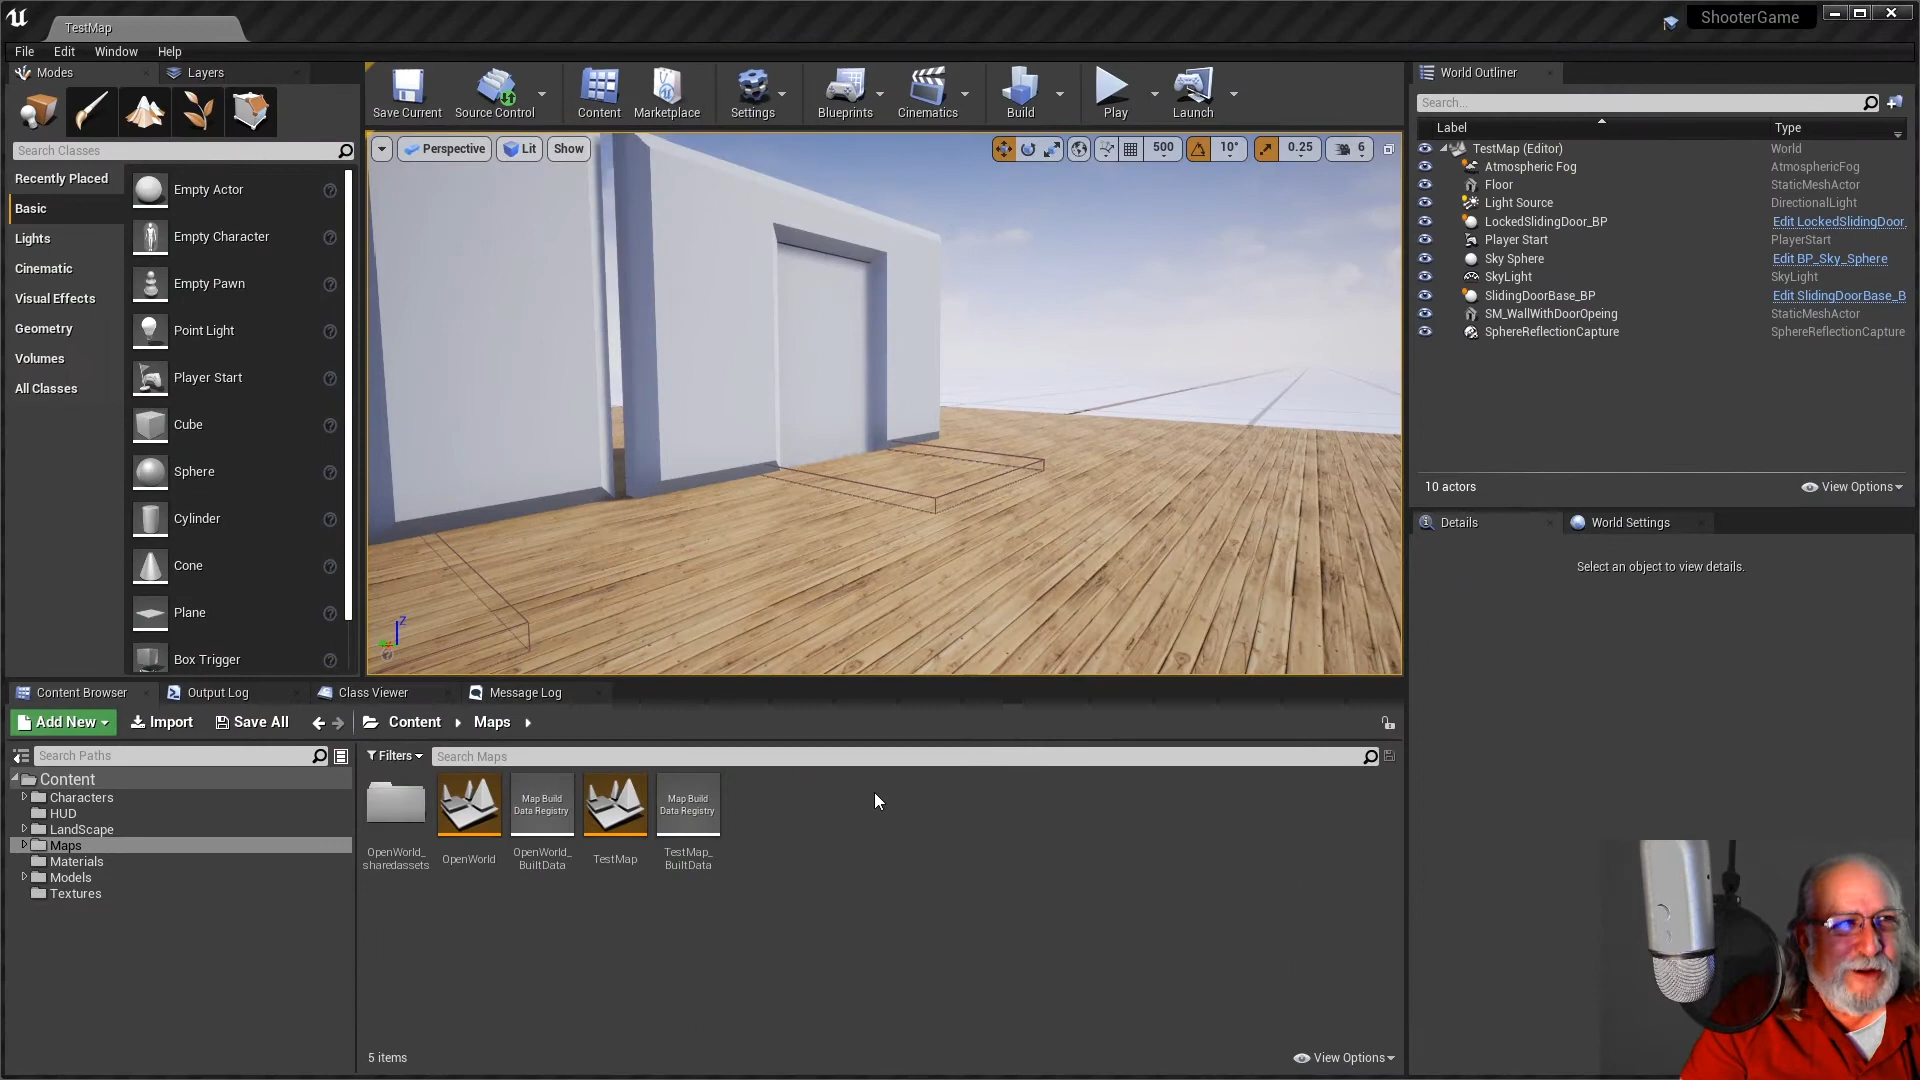 TestMap
ShooterGame
File Edit Window Help
Modes
Layers
Save Current
Source Control
Content
Marketplace
Settings
Blueprints
Cinematics
Build
Play
Launch
Search Classes
Recently Placed
Basic
Lights
Cinematic
Visual Effects
Geometry
Volumes
All Classes
Empty Actor
Empty Character
Empty Pawn
Point Light
Player Start
Cube
Sphere
Cylinder
Cone
Plane
Box Trigger
Perspective
Lit
Show
500
10°
0.25
6
Z
World Outliner
Search...
Label Type
TestMap (Editor) World
Atmospheric Fog AtmosphericFog
Floor StaticMeshActor
Light Source DirectionalLight
LockedSlidingDoor_BP Edit LockedSlidingDoor_
Player Start PlayerStart
Sky Sphere Edit BP_Sky_Sphere
SkyLight SkyLight
SlidingDoorBase_BP Edit SlidingDoorBase_B
SM_WallWithDoorOpeing StaticMeshActor
SphereReflectionCapture SphereReflectionCapture
10 actors
View Options
Details
World Settings
Select an object to view details.
Content Browser
Output Log
Class Viewer
Message Log
Add New
Import
Save All
Content
Maps
Search Paths
Filters
Search Maps
Content
Characters
HUD
LandScape
Maps
Materials
Models
Textures
OpenWorld_
sharedassets
OpenWorld
Map Build
Data Registry
OpenWorld_
BuiltData
TestMap
Map Build
Data Registry
TestMap_
BuiltData
5 items
View Options